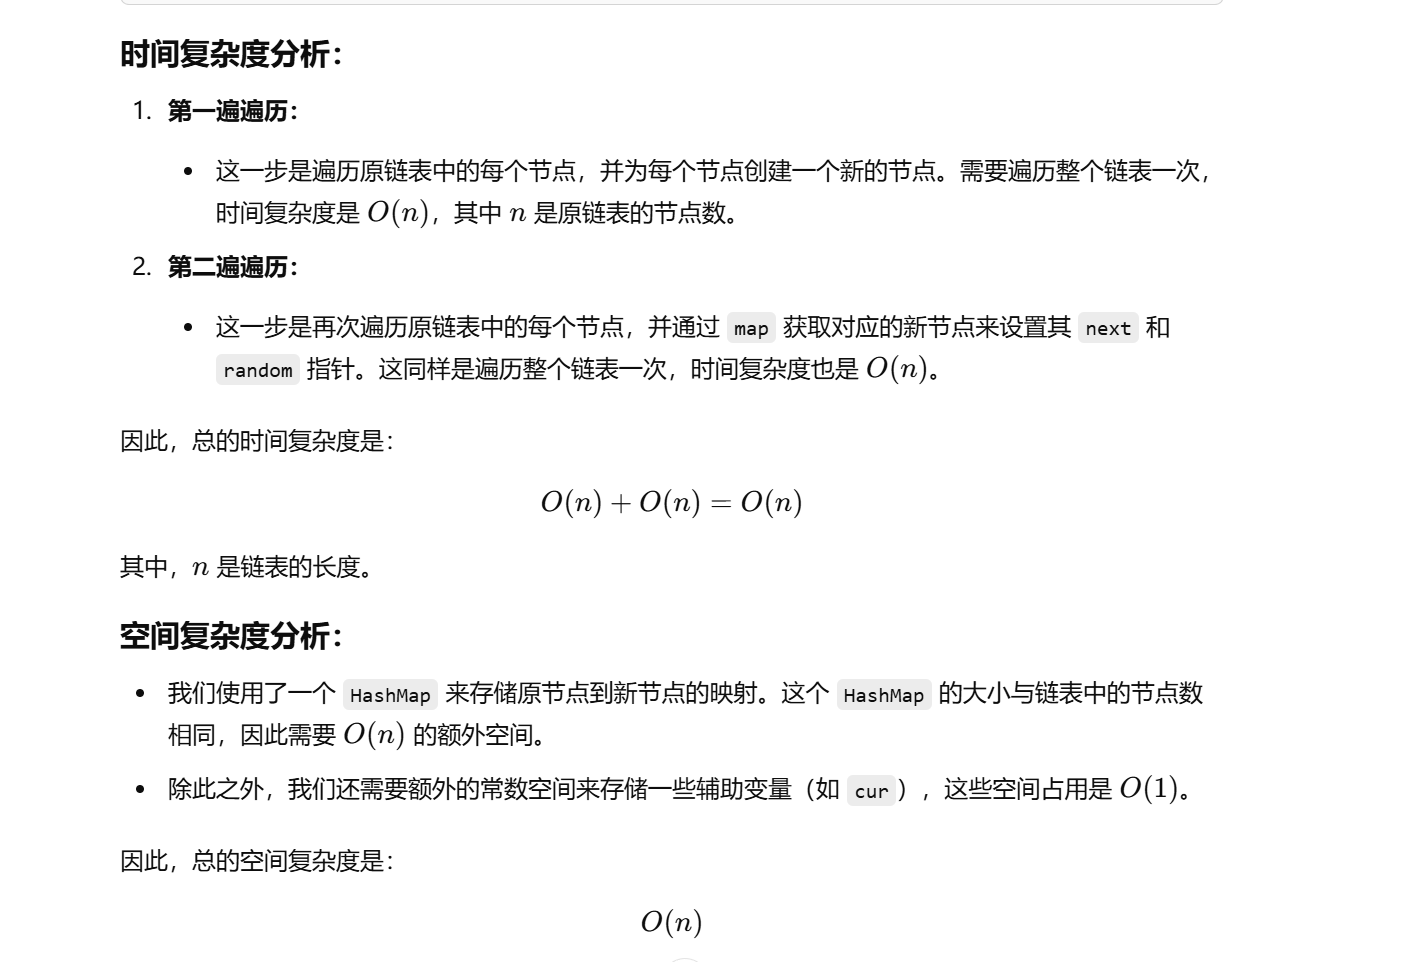 时间复杂度分析：
1. 第一遍遍历：
• 这一步是遍历原链表中的每个节点，并为每个节点创建一个新的节点。需要遍历整个链表一次，
时间复杂度是 O(n)，其中 n 是原链表的节点数。
2. 第二遍遍历：
• 这一步是再次遍历原链表中的每个节点，并通过 map 获取对应的新节点来设置其 next 和
random 指针。这同样是遍历整个链表一次，时间复杂度也是 O(n)。
因此，总的时间复杂度是：
O(n) + O(n) = O(n)
其中，n 是链表的长度。
空间复杂度分析：
• 我们使用了一个 HashMap 来存储原节点到新节点的映射。这个 HashMap 的大小与链表中的节点数
相同，因此需要 O(n) 的额外空间。
• 除此之外，我们还需要额外的常数空间来存储一些辅助变量（如 cur），这些空间占用是 O(1)。
因此，总的空间复杂度是：
O(n)